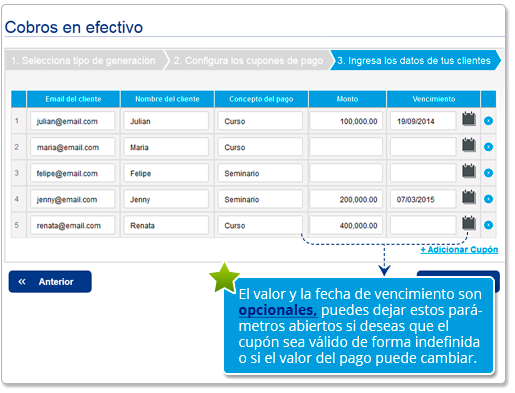 Cobros en efectivo
1. Selecciona tipo de generación 2. Configura los cupones de pago 3. Ingresa los datos de tus clientes
Email del cliente Nombre del cliente Concepto del pago Monto Vencimiento
1 julian@email.com Julian Curso 100,000.00 19/09/2014
2 maria@email.com Maria Curso
3 felipe@email.com Felipe Seminario
4 jenny@email.com Jenny Seminario 200,000.00 07/03/2015
5 renata@email.com Renata Curso 400,000.00
+ Adicionar Cupón
« Anterior
El valor y la fecha de vencimiento son
opcionales, puedes dejar estos pará-
metros abiertos si deseas que el
cupón sea válido de forma indefinida
o si el valor del pago puede cambiar.